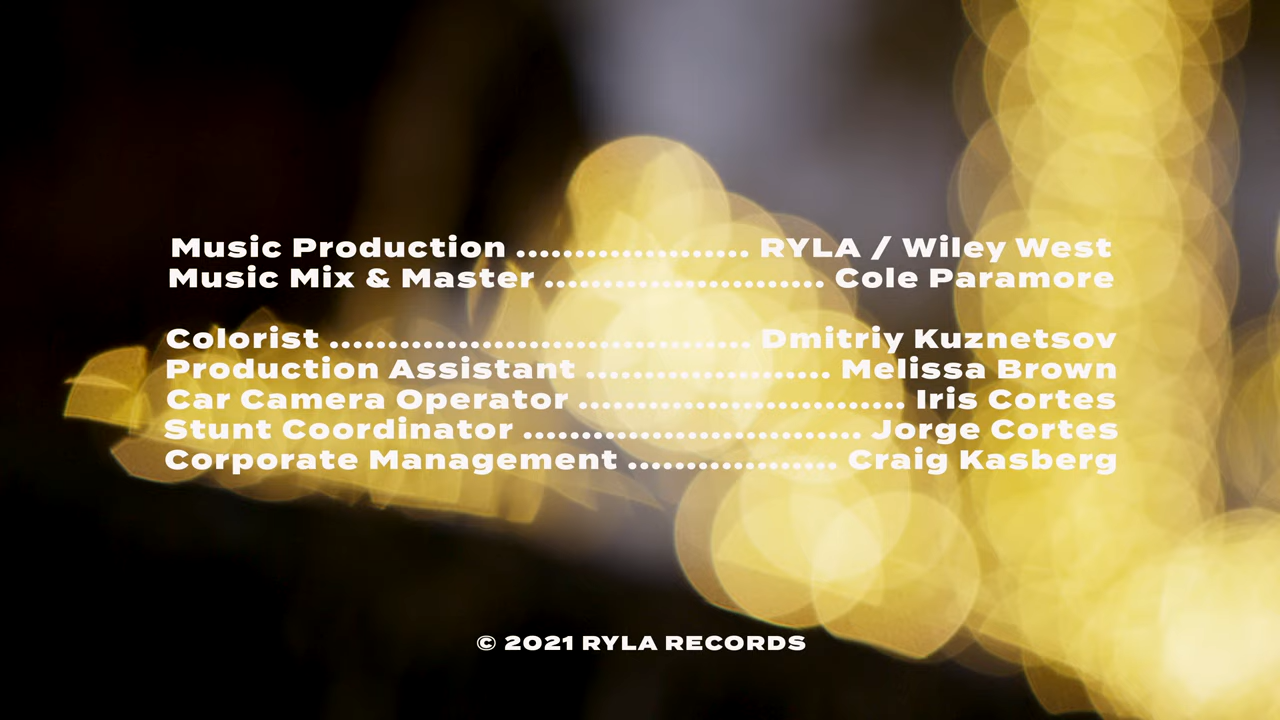 Music Production .................... RYLA / Wiley West
Music Mix & Master ........................ Cole Paramore
Colorist .................................... Dmitriy Kuznetsov
Production Assistant ..................... Melissa Brown
Car Camera Operator ............................ Iris Cortes
Stunt Coordinator ............................. Jorge Cortes
Corporate Management .................. Craig Kasberg
© 2021 RYLA RECORDS